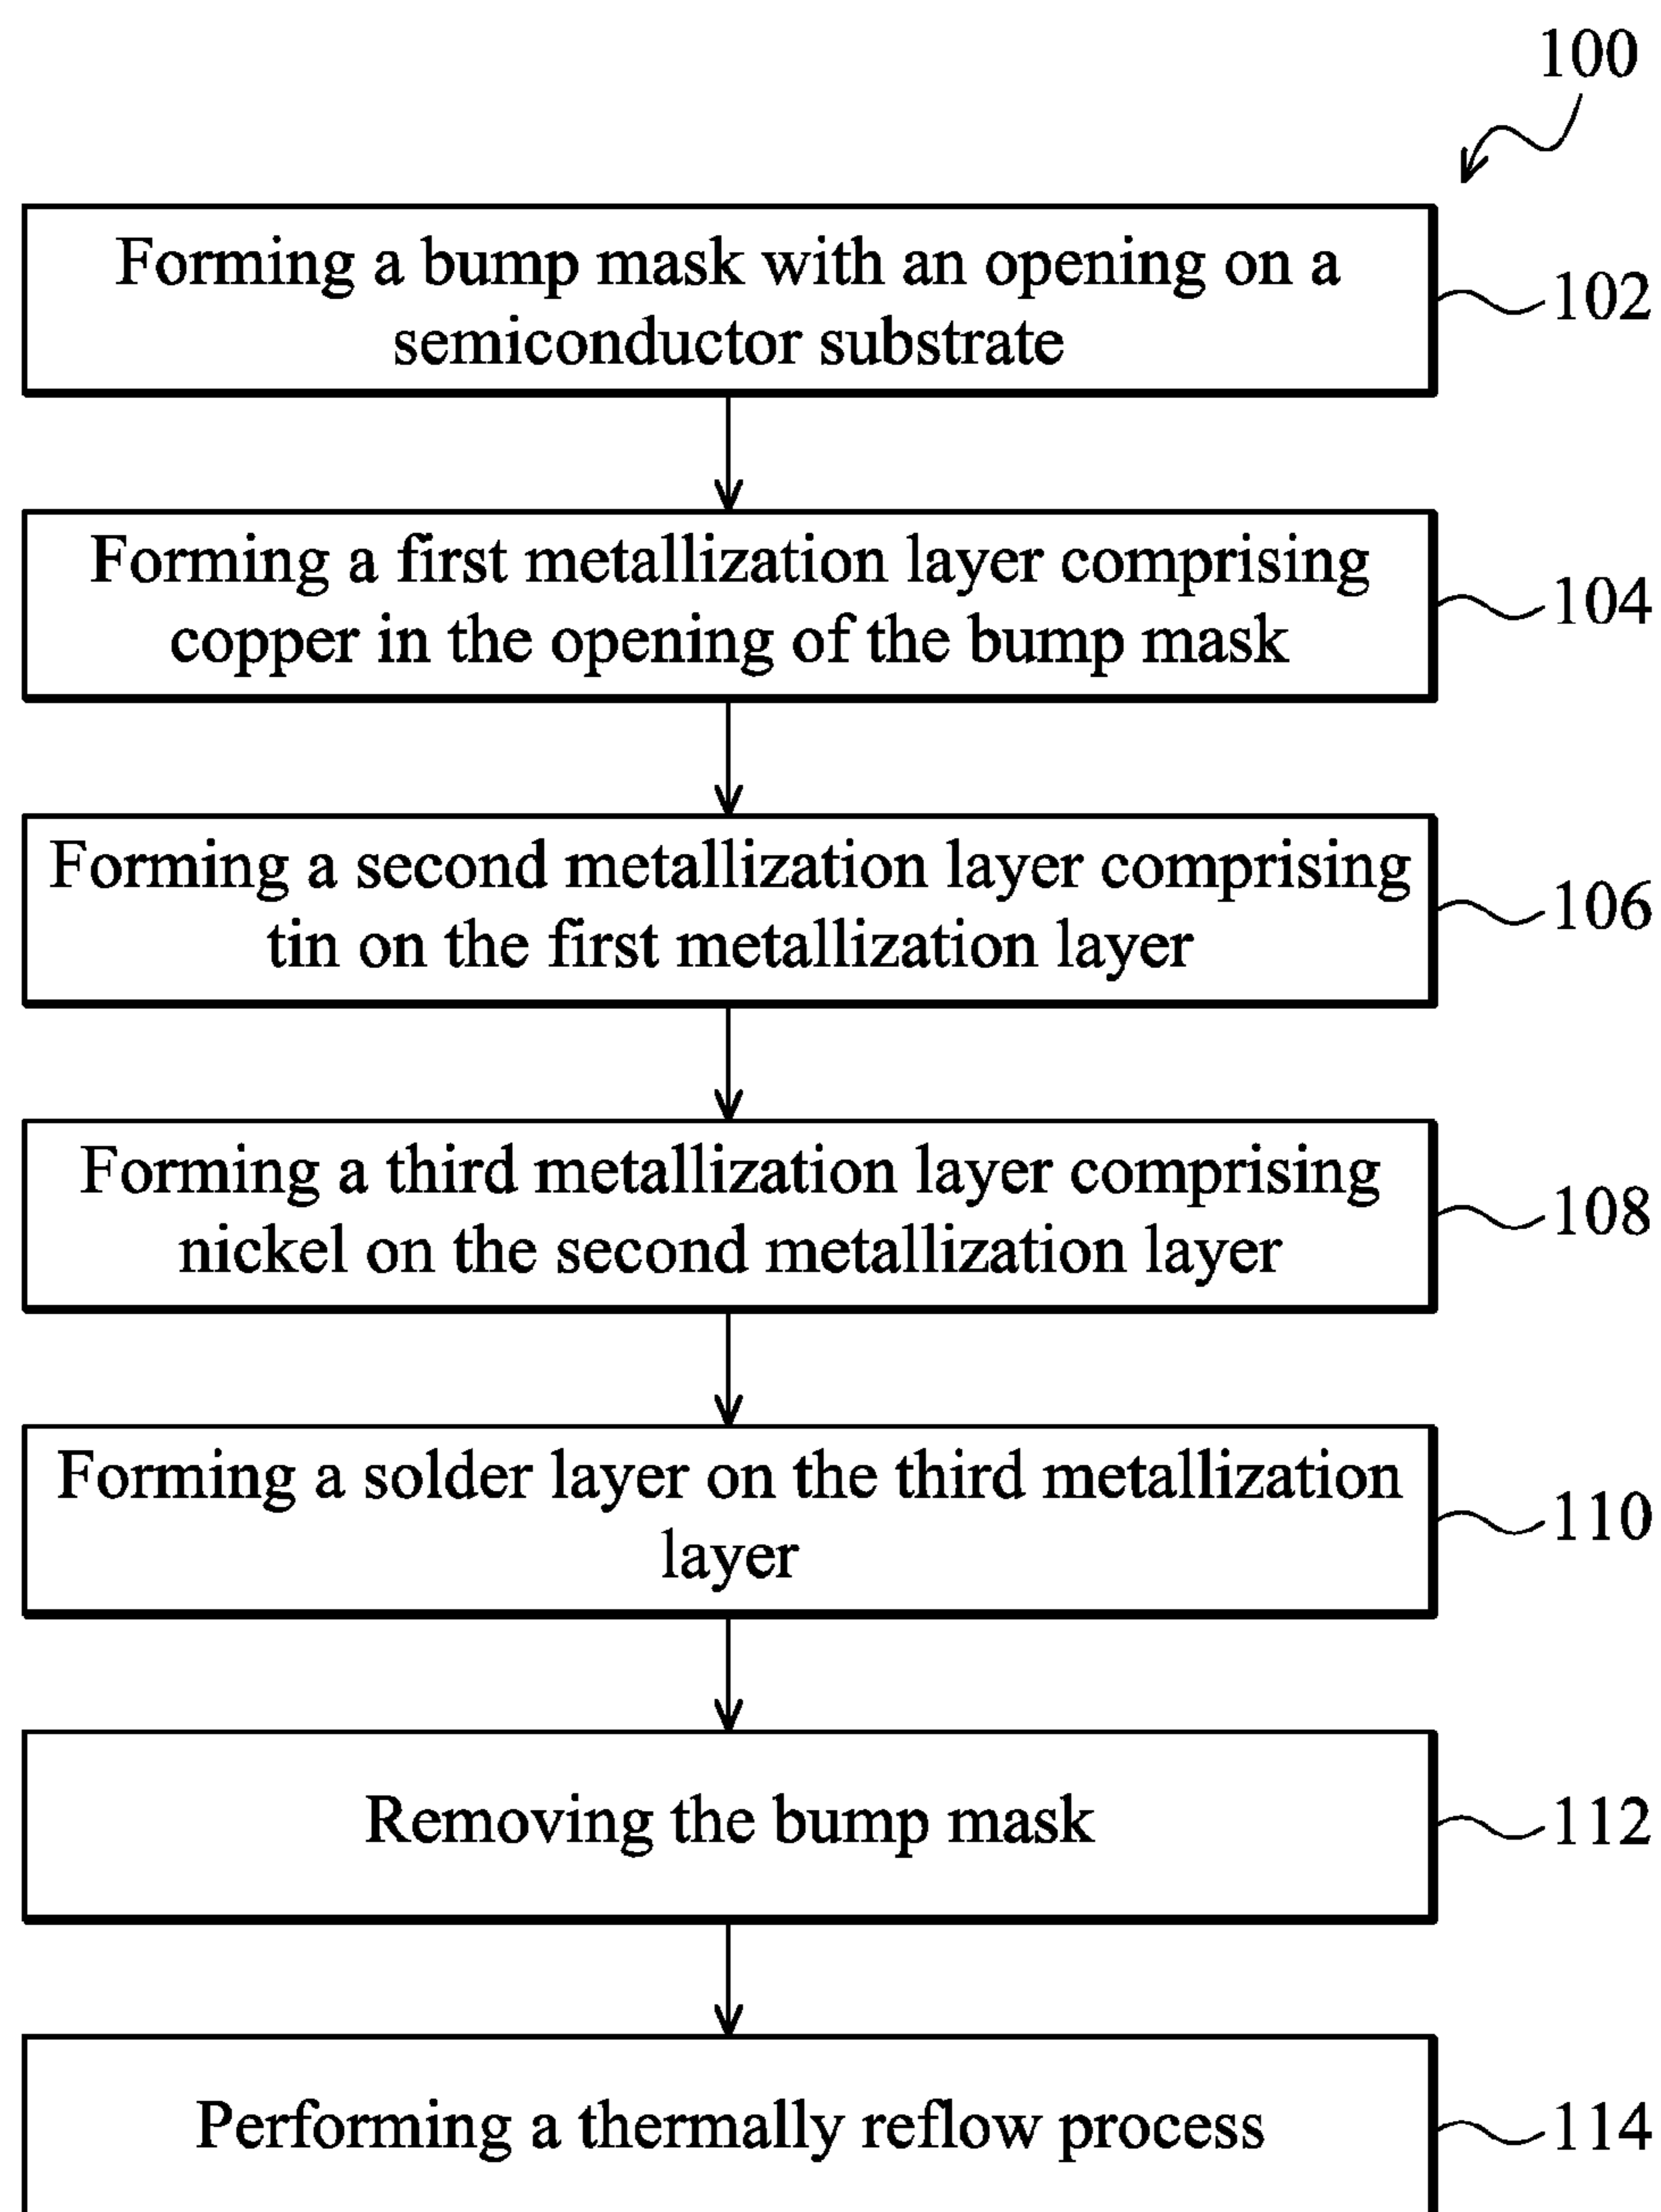 100
Forming a bump mask with an opening on a
semiconductor substrate
102
Forming a first metallization layer comprising
copper in the opening of the bump mask
104
Forming a second metallization layer comprising
tin on the first metallization layer
106
Forming a third metallization layer comprising
nickel on the second metallization layer
108
Forming a solder layer on the third metallization
layer
110
Removing the bump mask
112
Performing a thermally reflow process
114